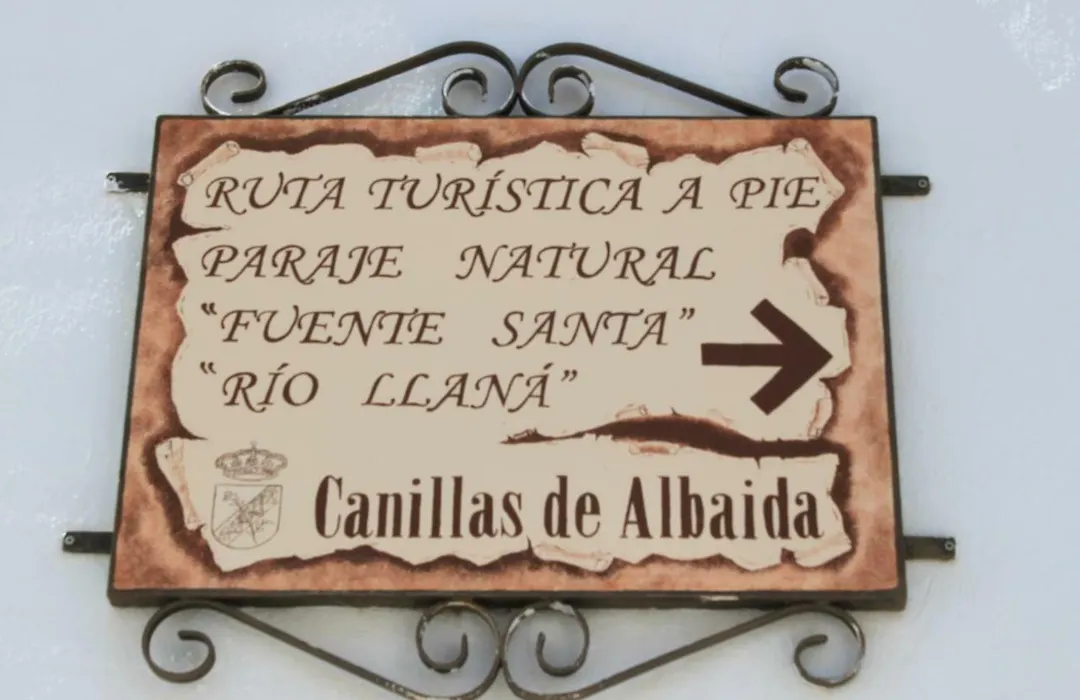 RUTA TURÍSTICA A PIE
PARAJE NATURAL
“FUENTE SANTA”
“RÍO LLANÁ”
Canillas de Albaida